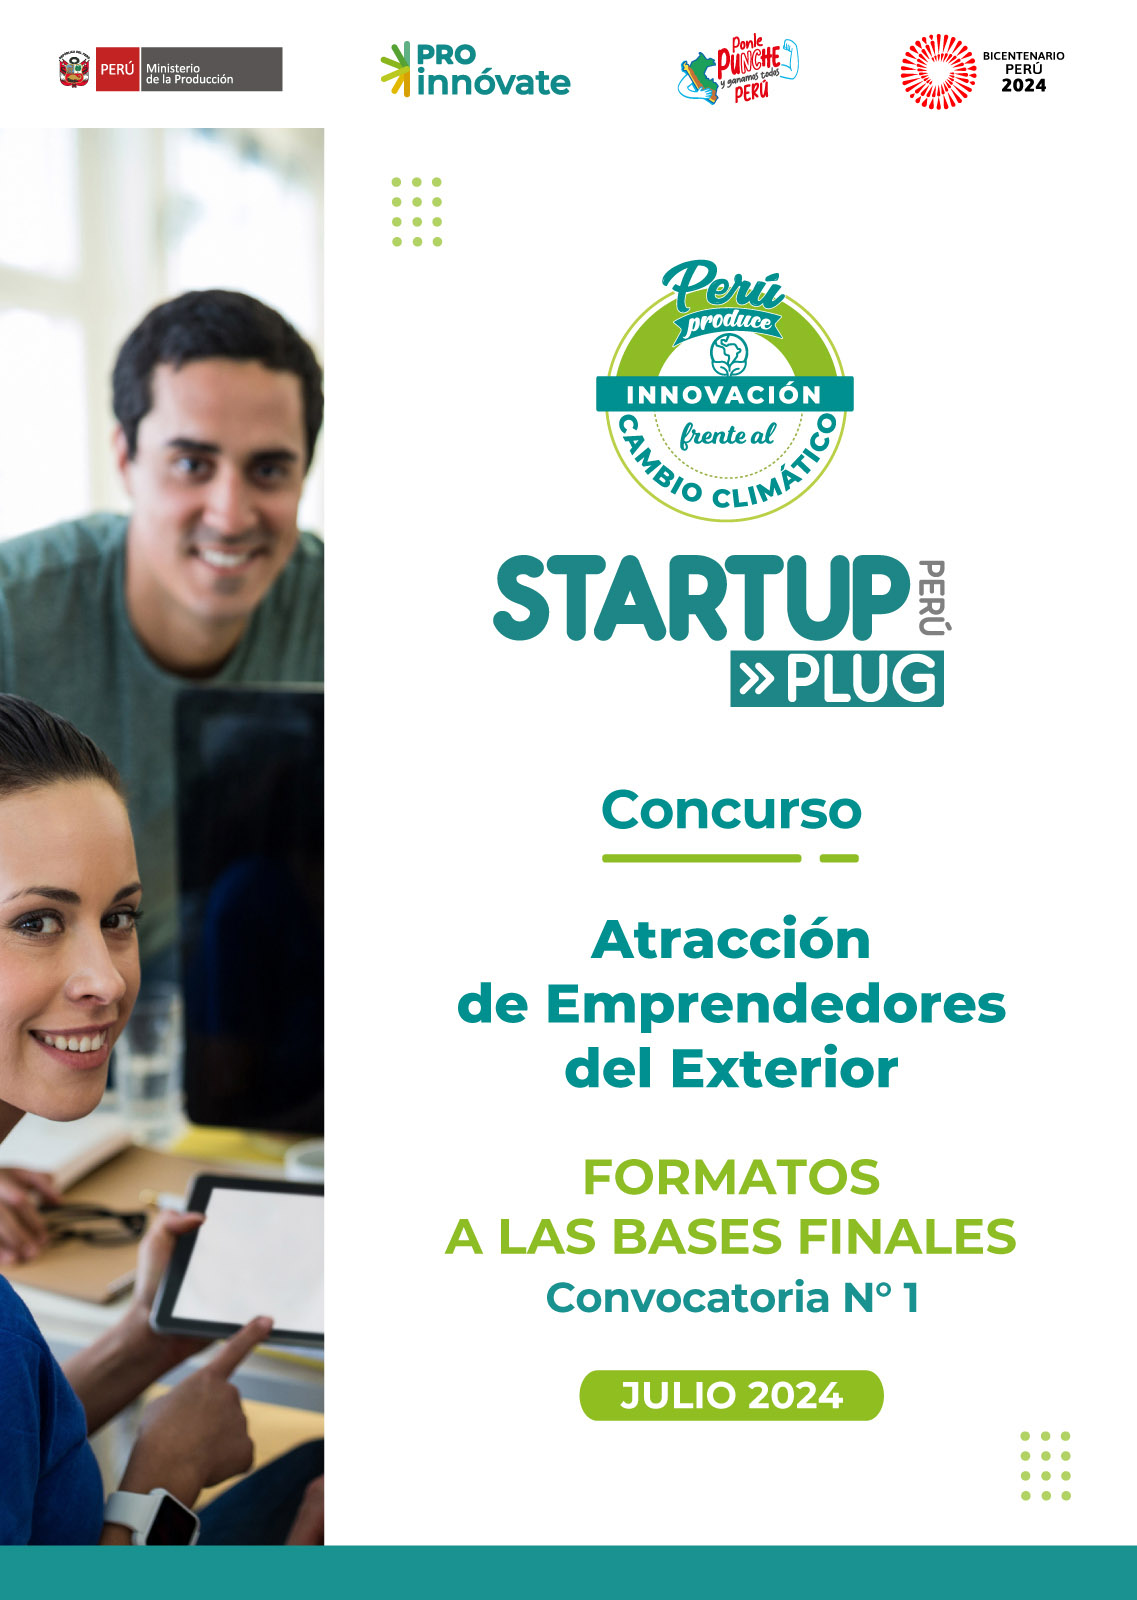 PERÚ
Ministerio
de la Producción
PRO
innóvate
Ponle
PUNCHE
y ganamos todos
PERÚ
BICENTENARIO
PERÚ
2024
Perú
produce
INNOVACIÓN
frente al
CAMBIO CLIMÁTICO
STARTUP
PERÚ
» PLUG
Concurso
Atracción
de Emprendedores
del Exterior
FORMATOS
A LAS BASES FINALES
Convocatoria N° 1
JULIO 2024